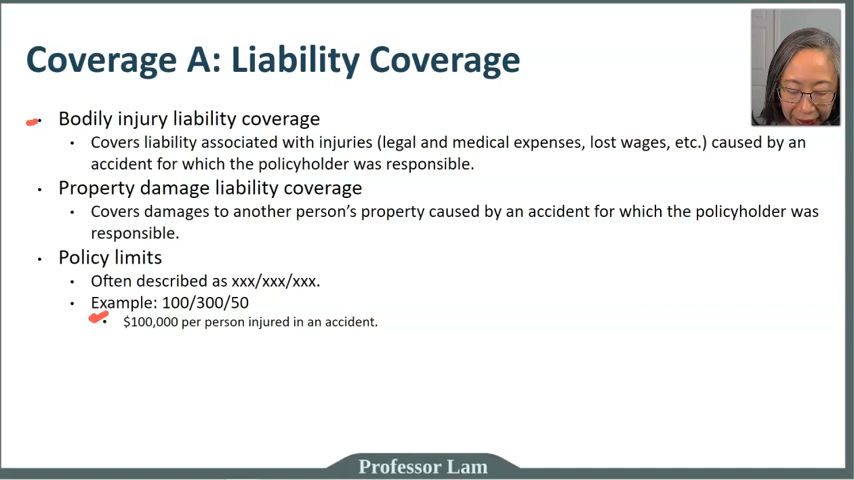 Coverage A: Liability Coverage
• Bodily injury liability coverage
• Covers liability associated with injuries (legal and medical expenses, lost wages, etc.) caused by an
accident for which the policyholder was responsible.
• Property damage liability coverage
• Covers damages to another person's property caused by an accident for which the policyholder was
responsible.
• Policy limits
• Often described as xxx/xxx/xxx.
• Example: 100/300/50
• $100,000 per person injured in an accident.
Professor Lam